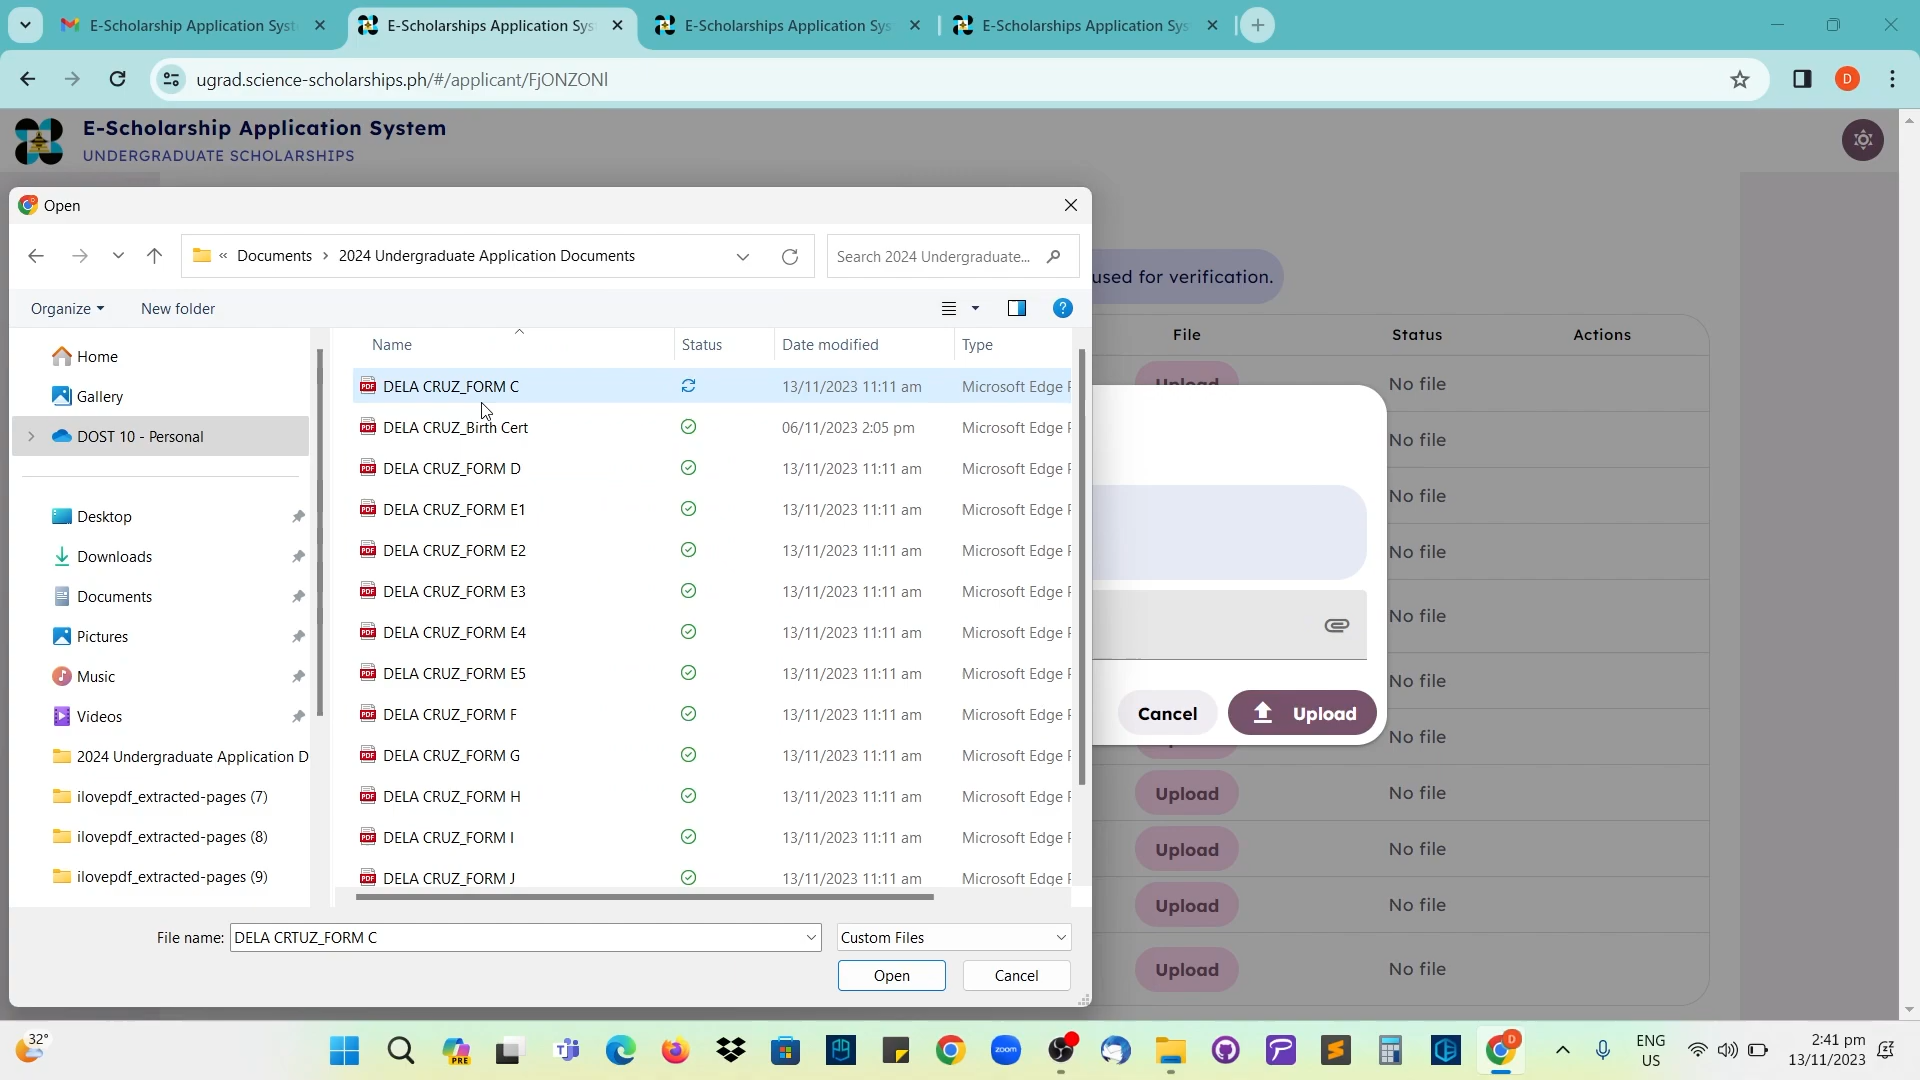 E-Scholarship Application Syst
E-Scholarships Application Sys
E-Scholarships Application Sys
E-Scholarships Application Sys
ugrad.science-scholarships.ph/#/applicant/FjONZONl
D
E-Scholarship Application System
UNDERGRADUATE SCHOLARSHIPS
Open
« Documents > 2024 Undergraduate Application Documents
Search 2024 Undergraduate...
used for verification.
Organize
New folder
File
Status
Actions
Name
Status
Date modified
Type
Home
Gallery
DOST 10 - Personal
Desktop
Downloads
Documents
Pictures
Music
Videos
2024 Undergraduate Application D
ilovepdf_extracted-pages (7)
ilovepdf_extracted-pages (8)
ilovepdf_extracted-pages (9)
DELA CRUZ_FORM C 13/11/2023 11:11 am Microsoft Edge P
DELA CRUZ_Birth Cert 06/11/2023 2:05 pm Microsoft Edge P
DELA CRUZ_FORM D 13/11/2023 11:11 am Microsoft Edge P
DELA CRUZ_FORM E1 13/11/2023 11:11 am Microsoft Edge P
DELA CRUZ_FORM E2 13/11/2023 11:11 am Microsoft Edge P
DELA CRUZ_FORM E3 13/11/2023 11:11 am Microsoft Edge P
DELA CRUZ_FORM E4 13/11/2023 11:11 am Microsoft Edge P
DELA CRUZ_FORM E5 13/11/2023 11:11 am Microsoft Edge P
DELA CRUZ_FORM F 13/11/2023 11:11 am Microsoft Edge P
DELA CRUZ_FORM G 13/11/2023 11:11 am Microsoft Edge P
DELA CRUZ_FORM H 13/11/2023 11:11 am Microsoft Edge P
DELA CRUZ_FORM I 13/11/2023 11:11 am Microsoft Edge P
DELA CRUZ_FORM J 13/11/2023 11:11 am Microsoft Edge P
File name: DELA CRTUZ_FORM C
Custom Files
Open
Cancel
Upload
No file
No file
No file
No file
No file
No file
Cancel
Upload
No file
Upload
No file
Upload
No file
Upload
No file
Upload
No file
32°
PRE
zoom
D
ENG
US
2:41 pm
13/11/2023